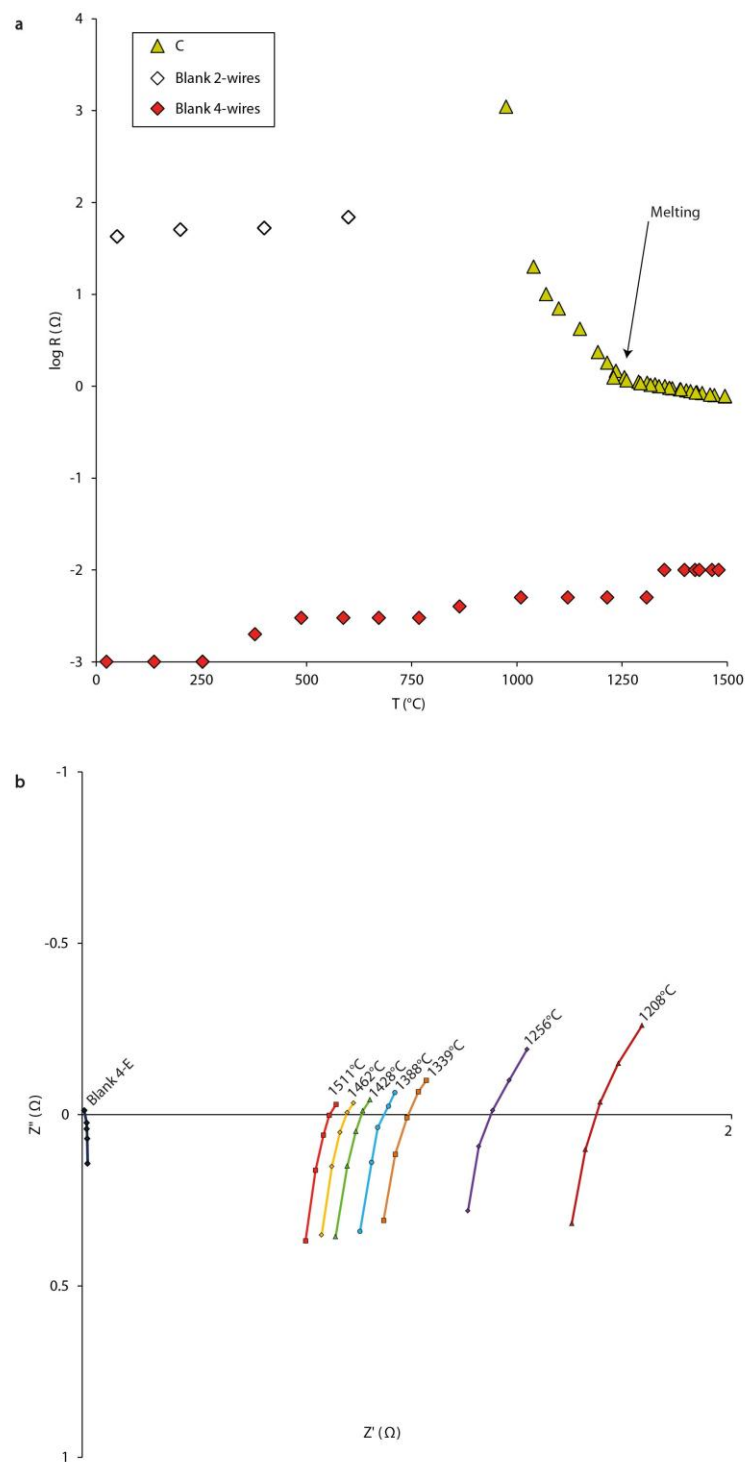 a
C
Blank 2-wires
Blank 4-wires
4
3
2
1
0
-1
-2
-3
log R (Ω)
Melting
0
250
500
750
1000
1250
1500
T (°C)
b
-1
-0.5
0
0.5
1
Z" (Ω)
Blank 4-E
1511°C
1462°C
1428°C
1388°C
1339°C
1256°C
1208°C
2
Z' (Ω)